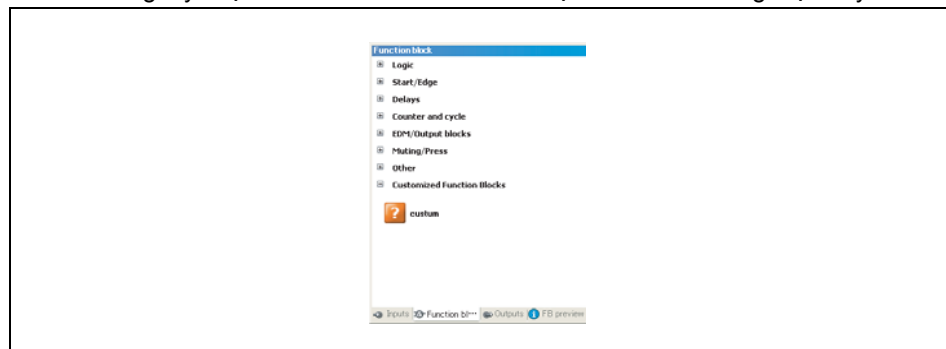 Function block
Logic
Start/Edge
Delays
Counter and cycle
EDM/Output blocks
Muting/Press
Other
Customized Function Blocks
? custum
Inputs Function bl··· Outputs i FB preview